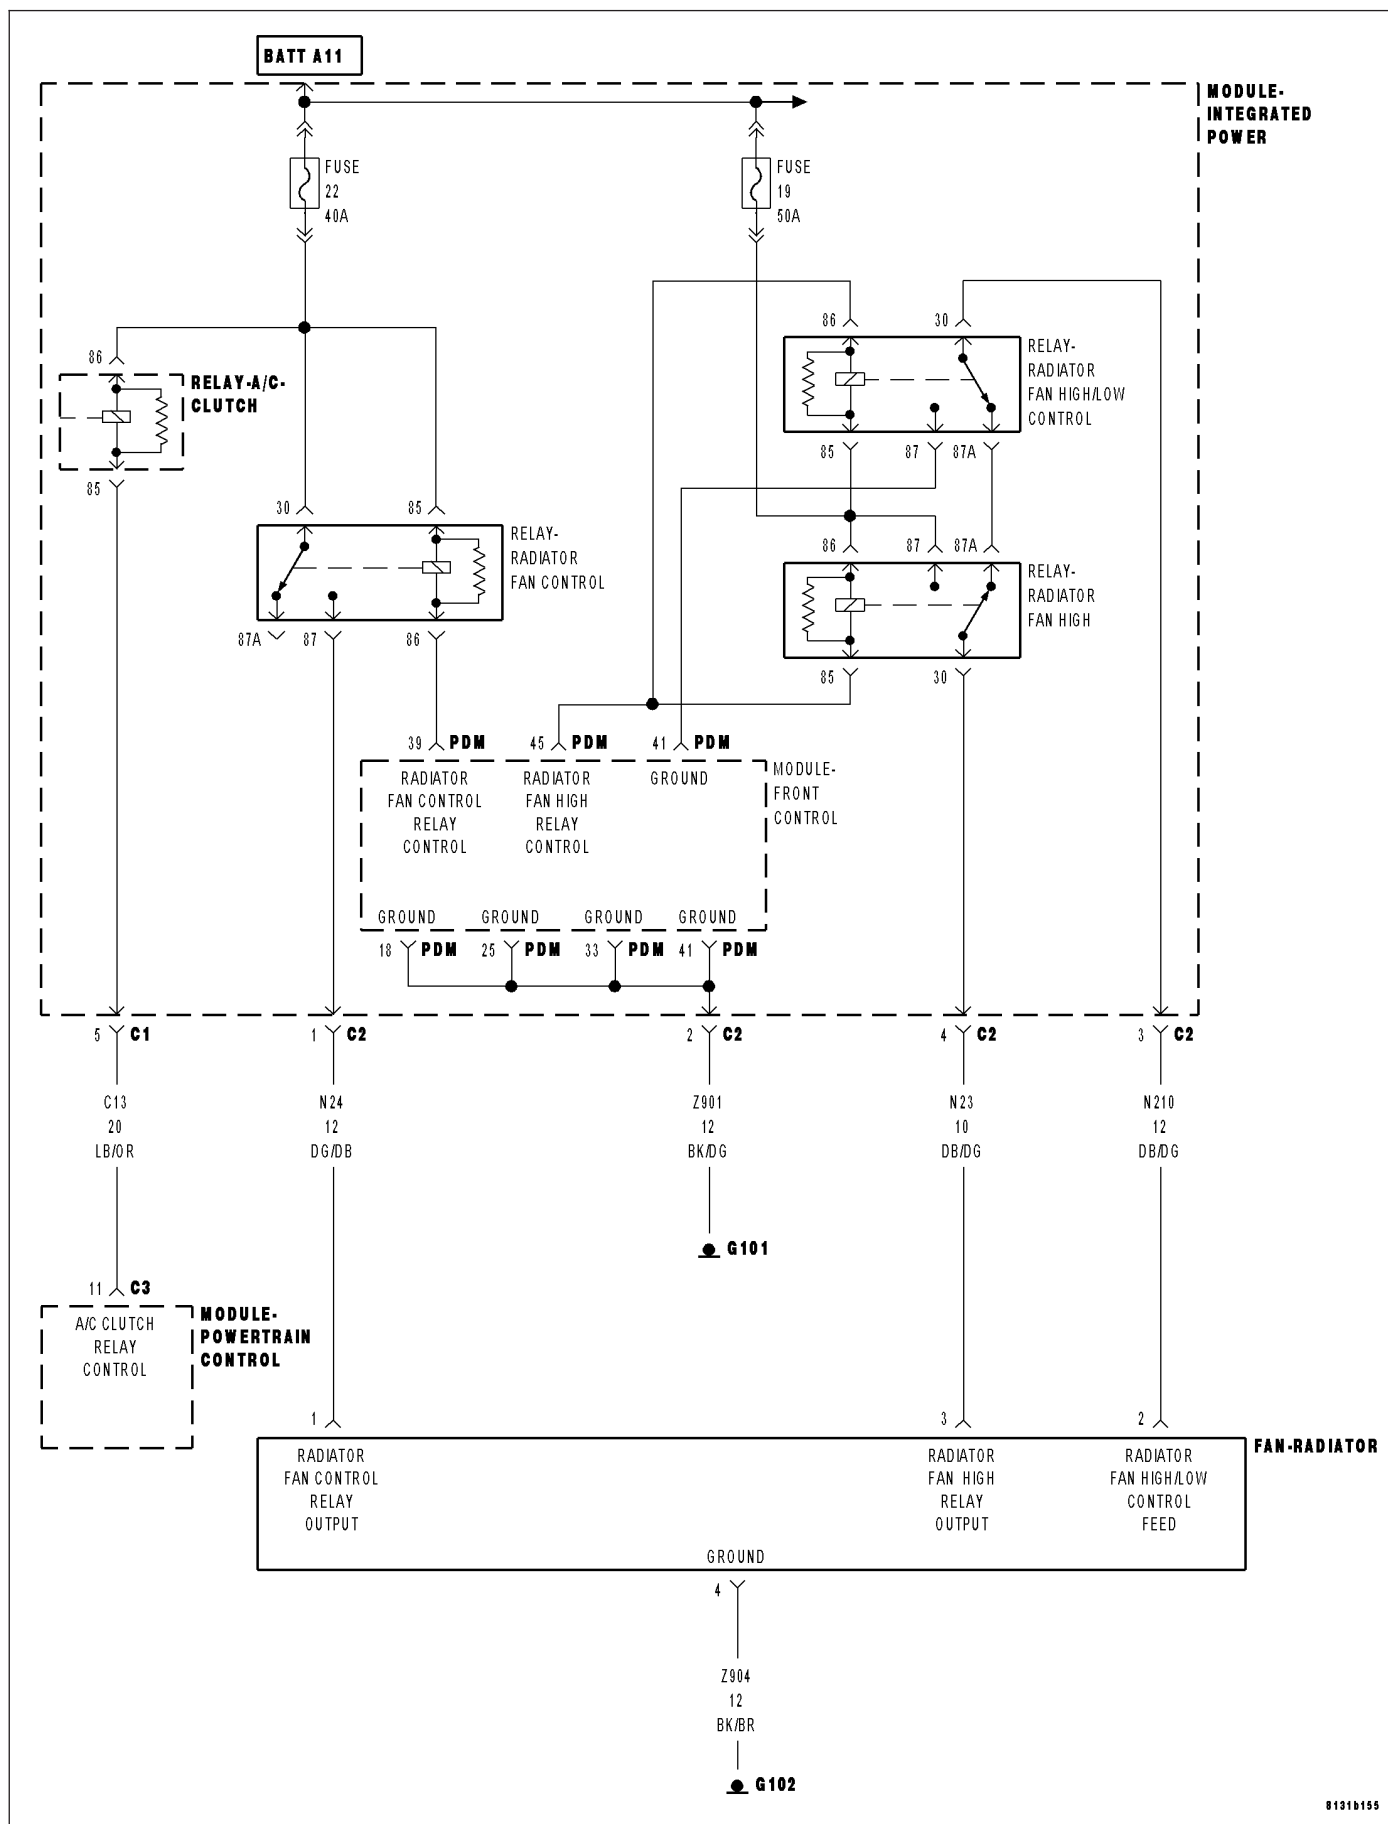 BATT A11
MODULE-
INTEGRATED
POWER
FUSE
22
40A
FUSE
19
50A
86
30
RELAY-
RADIATOR
FAN HIGH/LOW
CONTROL
86
RELAY-A/C-
CLUTCH
85
87
87A
85
30
85
RELAY-
RADIATOR
FAN CONTROL
86
87
87A
RELAY-
RADIATOR
FAN HIGH
87A
87
86
85
30
39 PDM
45 PDM
41 PDM
RADIATOR
FAN CONTROL
RELAY
CONTROL
RADIATOR
FAN HIGH
RELAY
CONTROL
GROUND
MODULE-
FRONT
CONTROL
GROUND
GROUND
GROUND
GROUND
18 PDM
25 PDM
33 PDM
41 PDM
5 C1
1 C2
2 C2
4 C2
3 C2
C13
20
LB/OR
N24
12
DG/DB
Z901
12
BK/DG
N23
10
DB/DG
N210
12
DB/DG
G101
11 C3
MODULE-
POWERTRAIN
CONTROL
A/C CLUTCH
RELAY
CONTROL
1
3
2
FAN-RADIATOR
RADIATOR
FAN CONTROL
RELAY
OUTPUT
RADIATOR
FAN HIGH
RELAY
OUTPUT
RADIATOR
FAN HIGH/LOW
CONTROL
FEED
GROUND
4
Z904
12
BK/BR
G102
8131b155